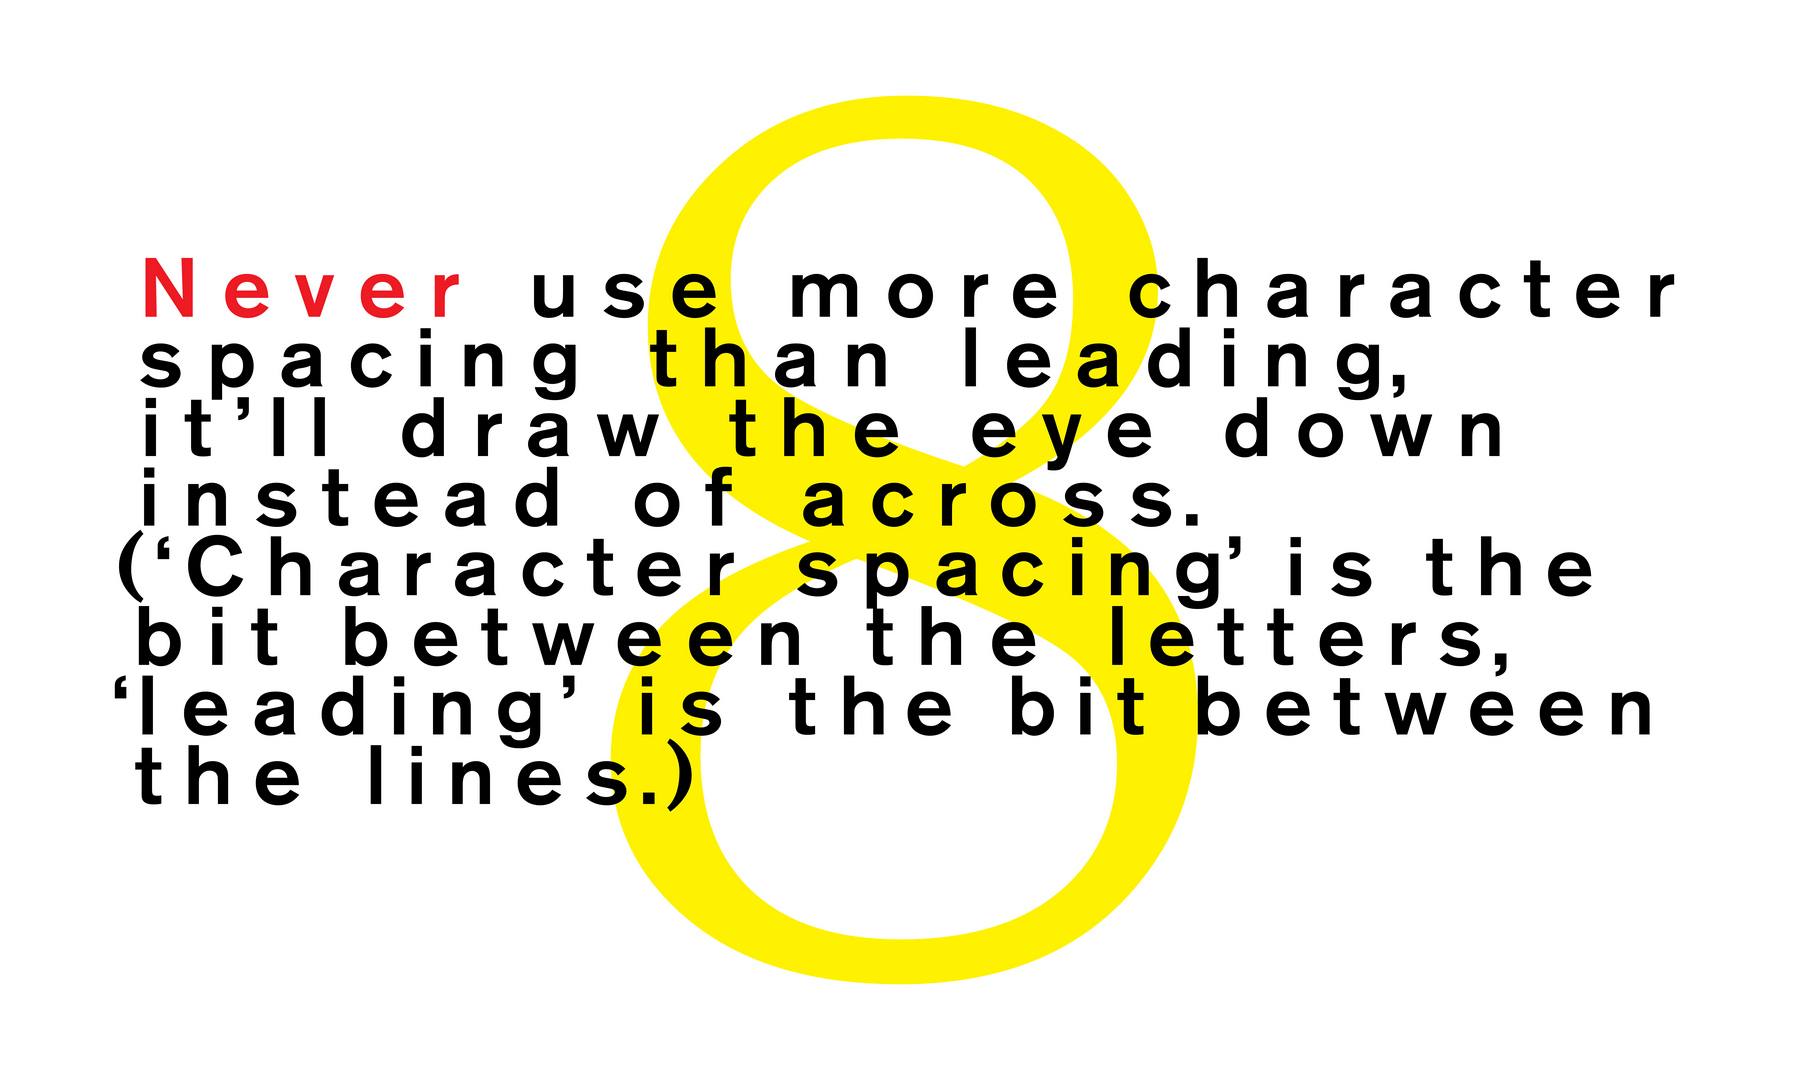 8
Never use more character
spacing than leading,
it’ll draw the eye down
instead of across.
(‘Character spacing’ is the
bit between the letters,
‘leading’ is the bit between
the lines.)